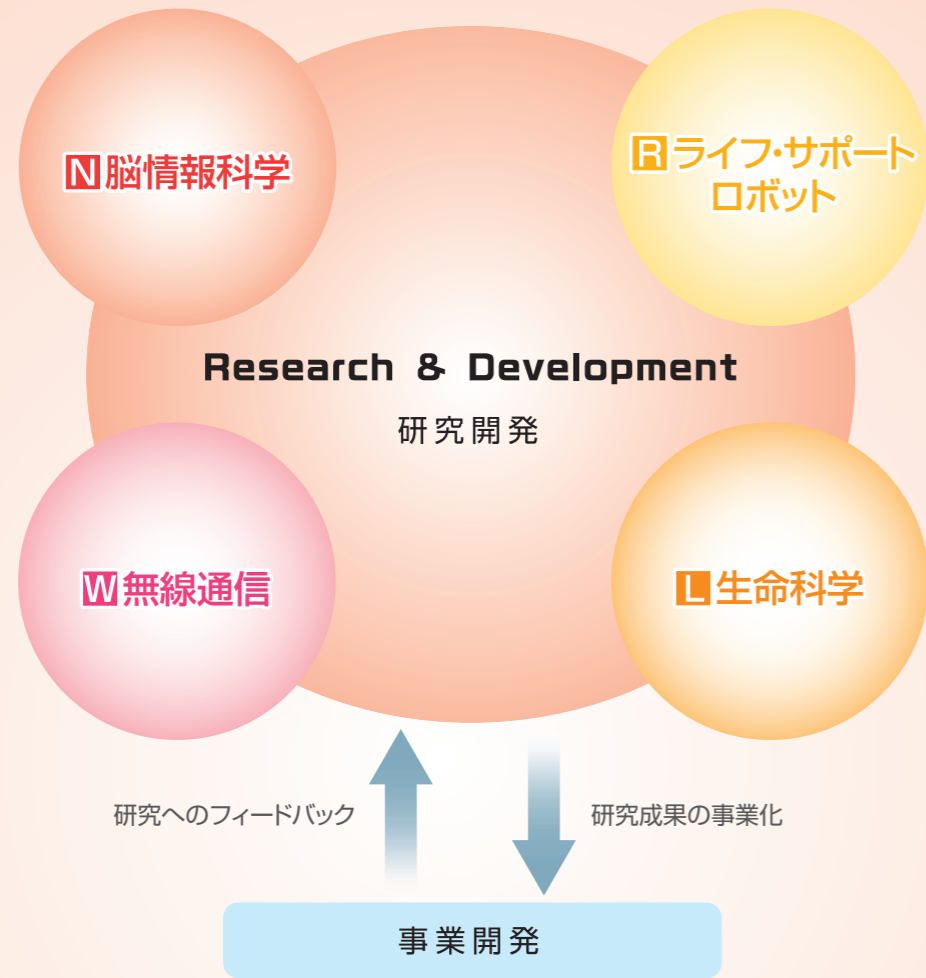 N脳情報科学
Rライフ・サポート
ロボット
Research & Development
研究開発
W無線通信
L生命科学
研究へのフィードバック
研究成果の事業化
事業開発